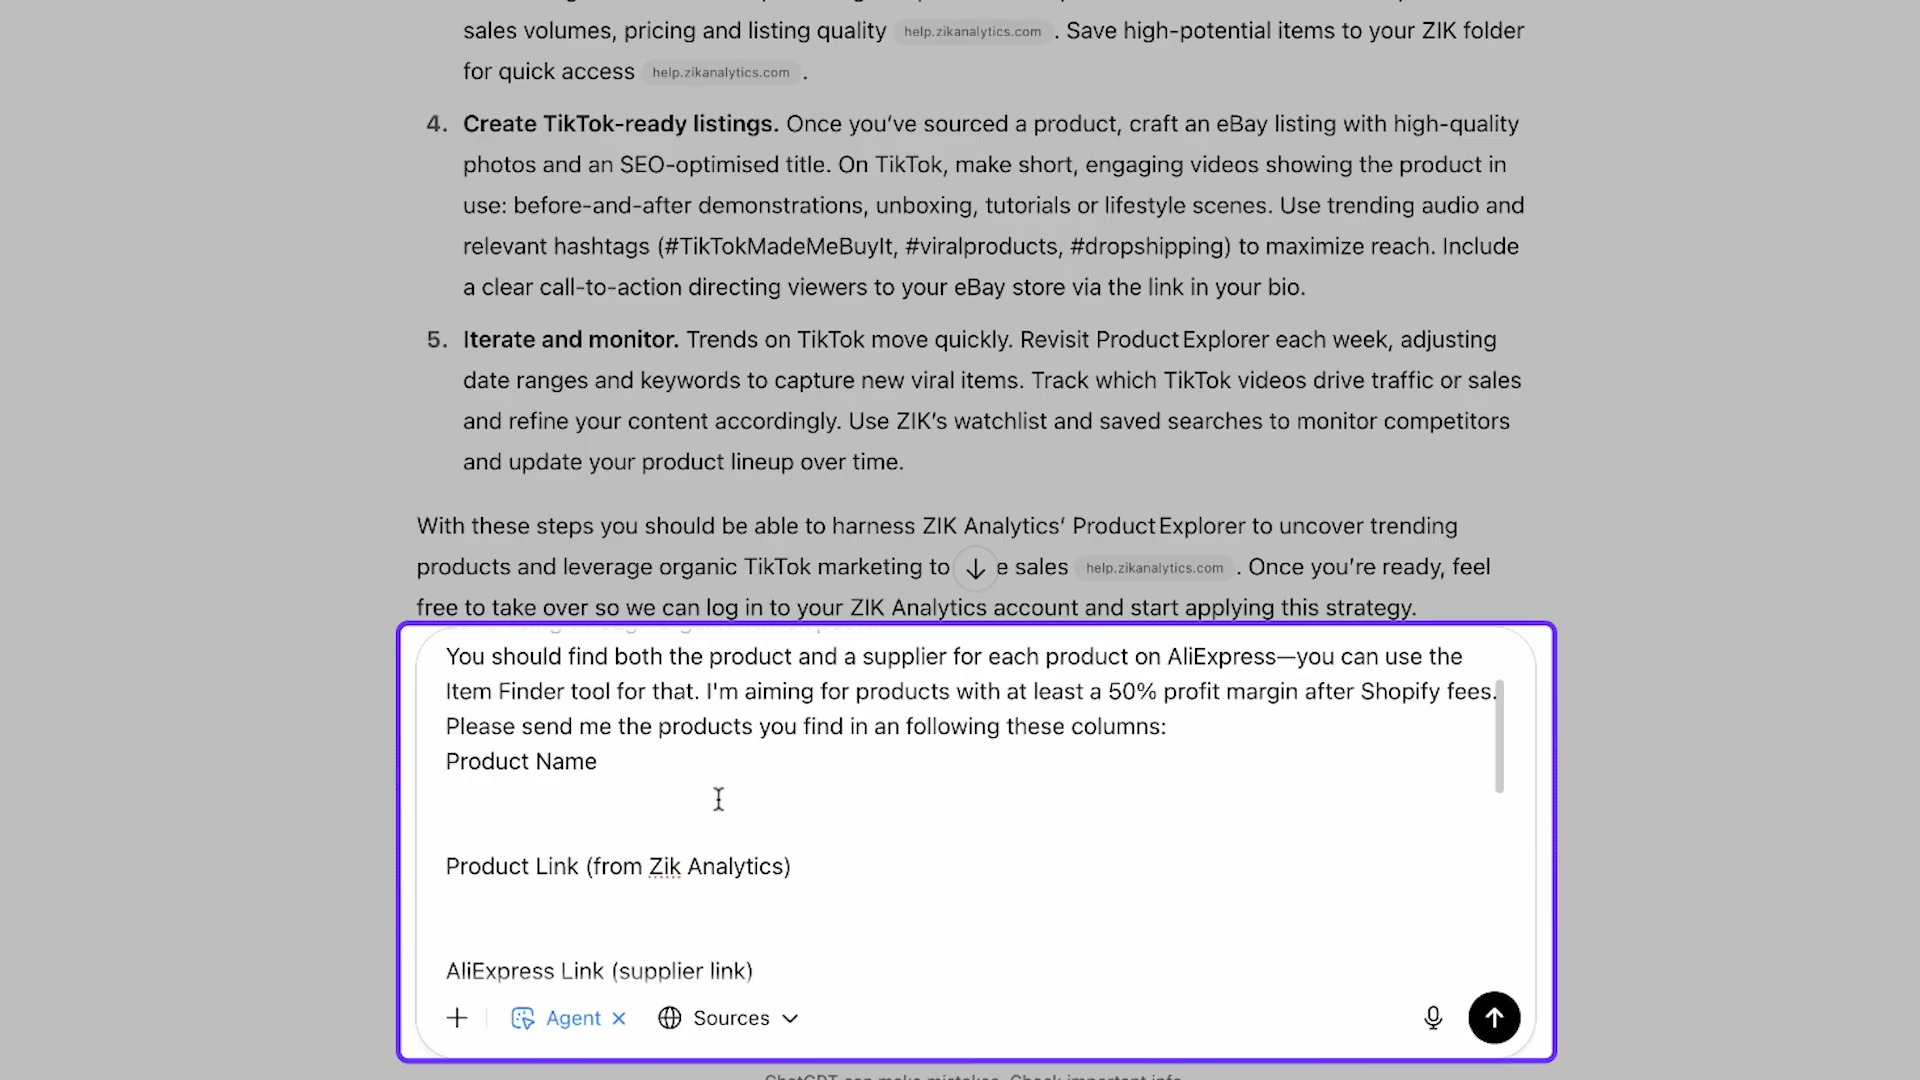 sales volumes, pricing and listing quality help.zikanalytics.com . Save high-potential items to your ZIK folder
for quick access help.zikanalytics.com .
4. Create TikTok-ready listings. Once you’ve sourced a product, craft an eBay listing with high-quality
photos and an SEO-optimised title. On TikTok, make short, engaging videos showing the product in
use: before-and-after demonstrations, unboxing, tutorials or lifestyle scenes. Use trending audio and
relevant hashtags (#TikTokMadeMeBuyIt, #viralproducts, #dropshipping) to maximize reach. Include
a clear call-to-action directing viewers to your eBay store via the link in your bio.
5. Iterate and monitor. Trends on TikTok move quickly. Revisit Product Explorer each week, adjusting
date ranges and keywords to capture new viral items. Track which TikTok videos drive traffic or sales
and refine your content accordingly. Use ZIK’s watchlist and saved searches to monitor competitors
and update your product lineup over time.
With these steps you should be able to harness ZIK Analytics’ Product Explorer to uncover trending
products and leverage organic TikTok marketing to e sales help.zikanalytics.com . Once you’re ready, feel
free to take over so we can log in to your ZIK Analytics account and start applying this strategy.
You should find both the product and a supplier for each product on AliExpress—you can use the
Item Finder tool for that. I'm aiming for products with at least a 50% profit margin after Shopify fees.
Please send me the products you find in an following these columns:
Product Name
Product Link (from Zik Analytics)
AliExpress Link (supplier link)
Agent Sources
ChatGPT can make mistakes. Check important info.